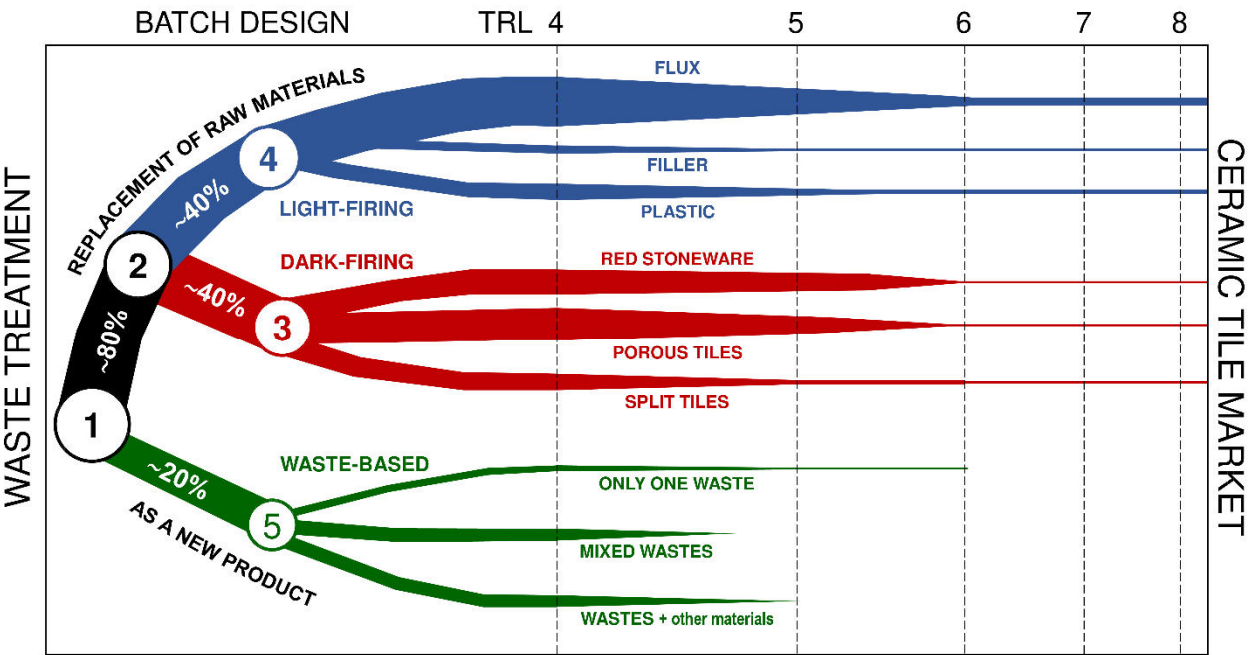 BATCH DESIGN TRL 4 5 6 7 8
WASTE TREATMENT
CERAMIC TILE MARKET
REPLACEMENT OF RAW MATERIALS
FLUX
4
FILLER
~40%
LIGHT-FIRING
PLASTIC
2
DARK-FIRING
RED STONEWARE
~40%
3
~80%
POROUS TILES
SPLIT TILES
1
WASTE-BASED
~20%
ONLY ONE WASTE
5
AS A NEW PRODUCT
MIXED WASTES
WASTES + other materials